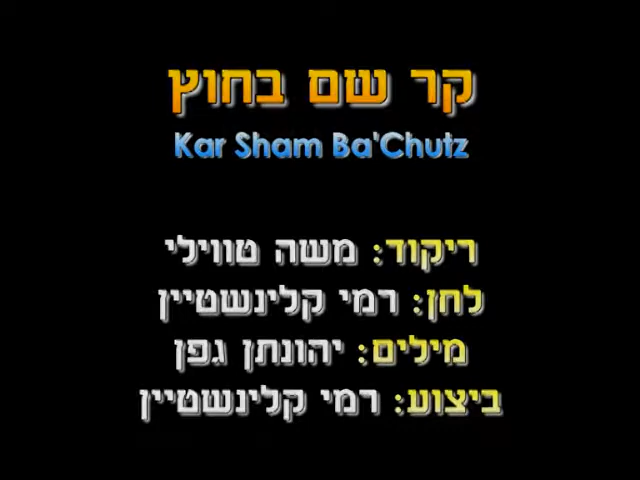 קר שם בחוץ
Kar Sham Ba'Chutz
ריקוד: משה טווילי
לחן: רמי קלינשטיין
מילים: יהונתן גפן
ביצוע: רמי קלינשטיין